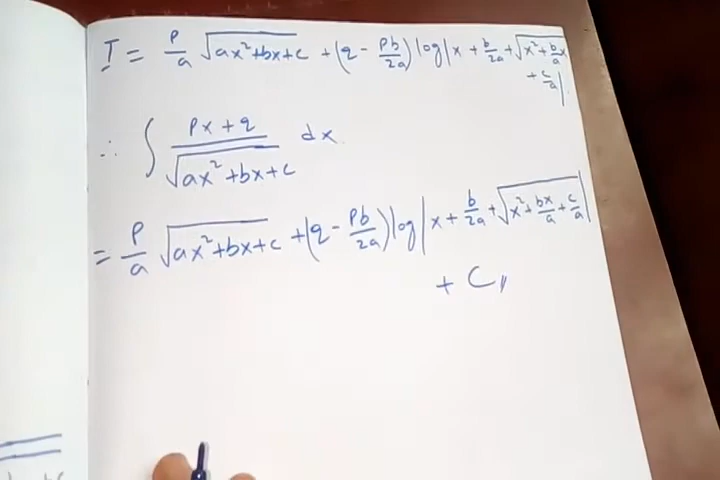 I = p/a √(ax²+bx+c) + (q - pb/2a) log|x + b/2a + √(x² + b/a x
+ c/a)|
∴ ∫ (px + q)/√(ax² + bx + c) dx
= p/a √(ax²+bx+c) + (q - pb/2a) log|x + b/2a + √(x² + bx/a + c/a)|
+ C